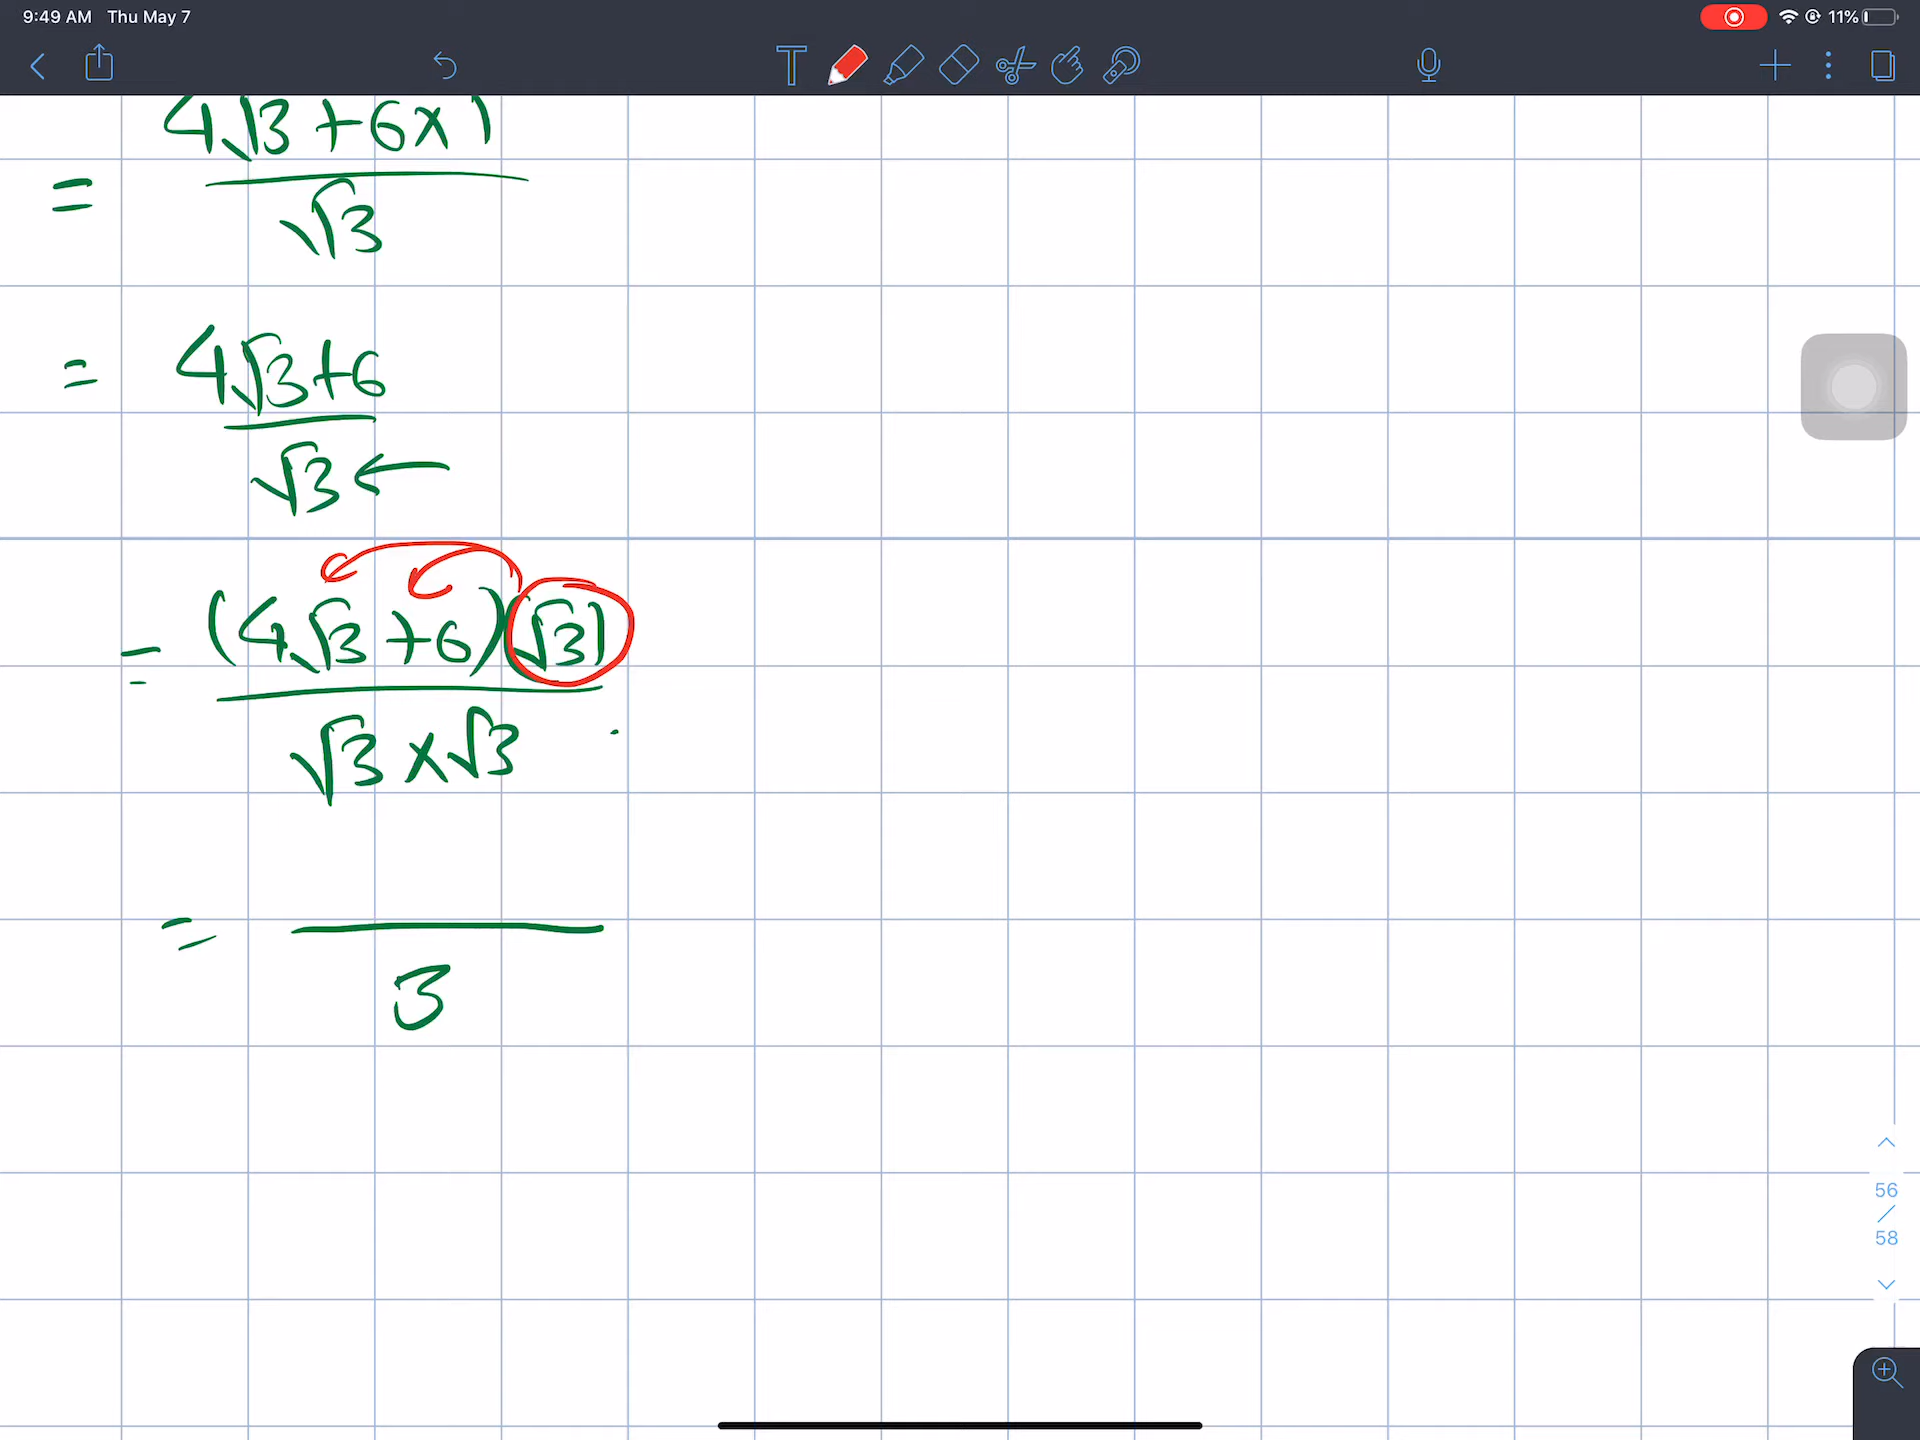 9:49 AM Thu May 7
11%
4√3 + 6 × 1
=
√3
= 4√3 + 6
√3 ←
= (4√3 + 6)(√3)
√3 × √3
=
3
56
/
58